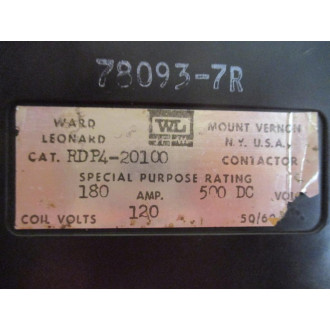 78093-7R
WARD LEONARD WL MOUNT VERNON N.Y. U.S.A.
CAT. RDP4-20100 CONTACTOR
SPECIAL PURPOSE RATING
180 AMP. 500 DC
COIL VOLTS 120 50/60